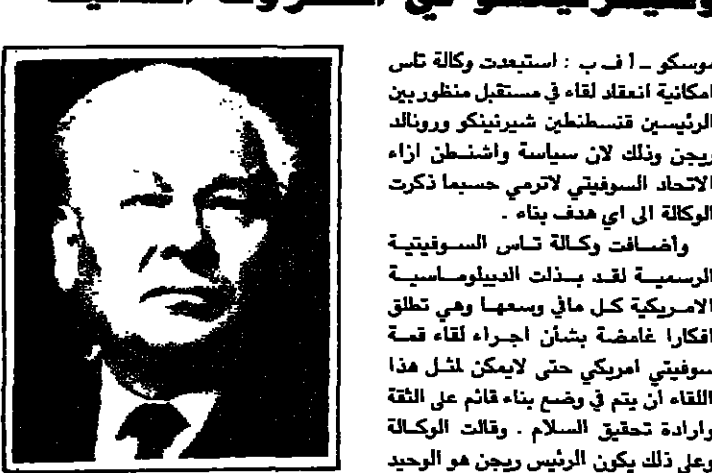 موسكو ـ أ ف ب : استبعدت وكالة تاس
امكانية انعقاد لقاء في مستقبل منظور بين
الرئيسين قنسطنطين شيرنينكو ورونالد
ريجن وذلك لان سياسة واشنطن ازاء
الاتحاد السوفيتي لاترمي حسبما ذكرت
الوكالة الى اي هدف بناء .
وأضافت وكالة تاس السوفيتية
الرسمية لقد بذلت الديبلوماسية
الامريكية كل مافي وسعها وهي تطلق
افكارا غامضة بشأن اجراء لقاء قمة
سوفيتي امريكي حتى لايمكن لمثل هذا
اللقاء ان يتم في وضع بناء قائم على الثقة
وارادة تحقيق السلام . وقالت الوكالة
وعلى ذلك يكون الرئيس ريجن هو الوحيد